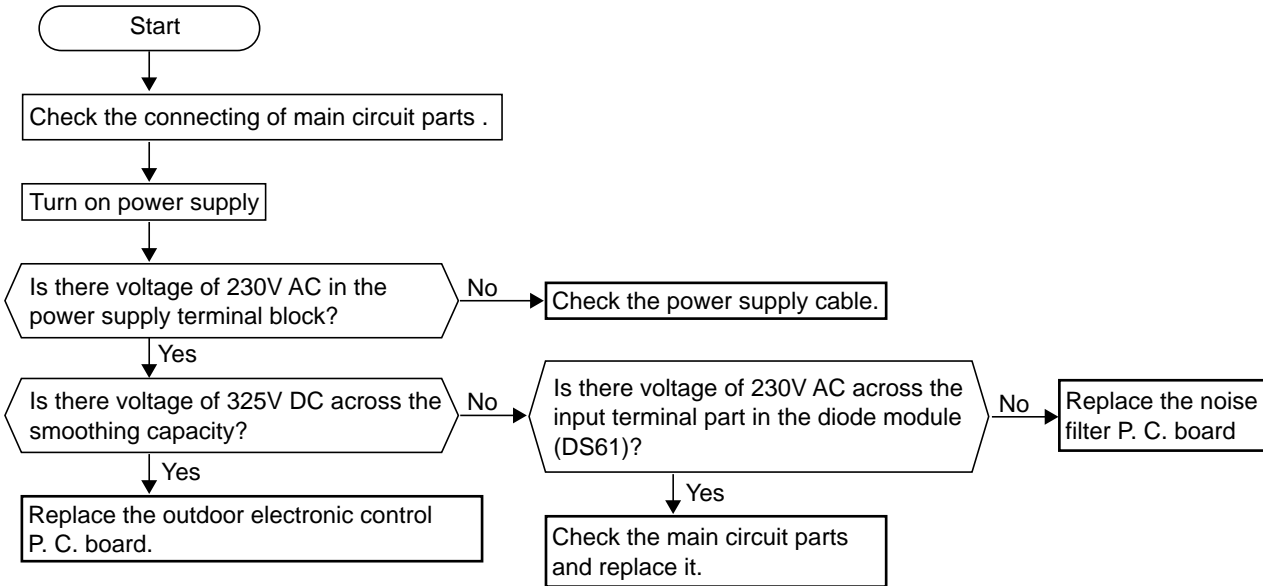 Start
Check the connecting of main circuit parts .
Turn on power supply
Is there voltage of 230V AC in the
power supply terminal block?
No
Check the power supply cable.
Yes
Is there voltage of 325V DC across the
smoothing capacity?
No
Is there voltage of 230V AC across the
input terminal part in the diode module
(DS61)?
No
Replace the noise
filter P. C. board
Yes
Replace the outdoor electronic control
P. C. board.
Yes
Check the main circuit parts
and replace it.